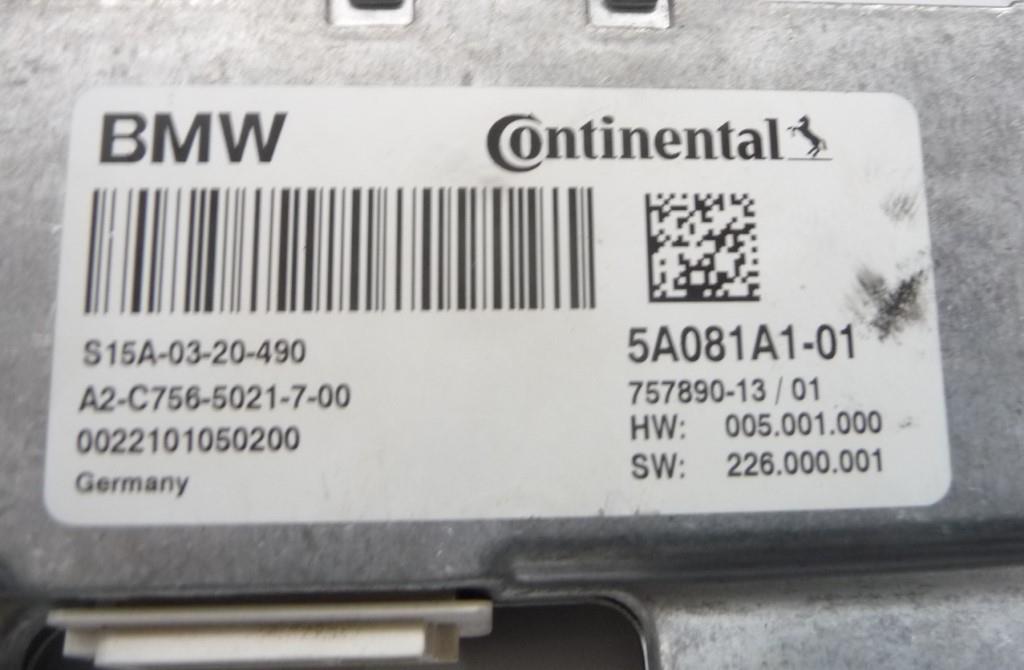 BMW
Continental
S15A-03-20-490
A2-C756-5021-7-00
0022101050200
Germany
5A081A1-01
757890-13 / 01
HW: 005.001.000
SW: 226.000.001